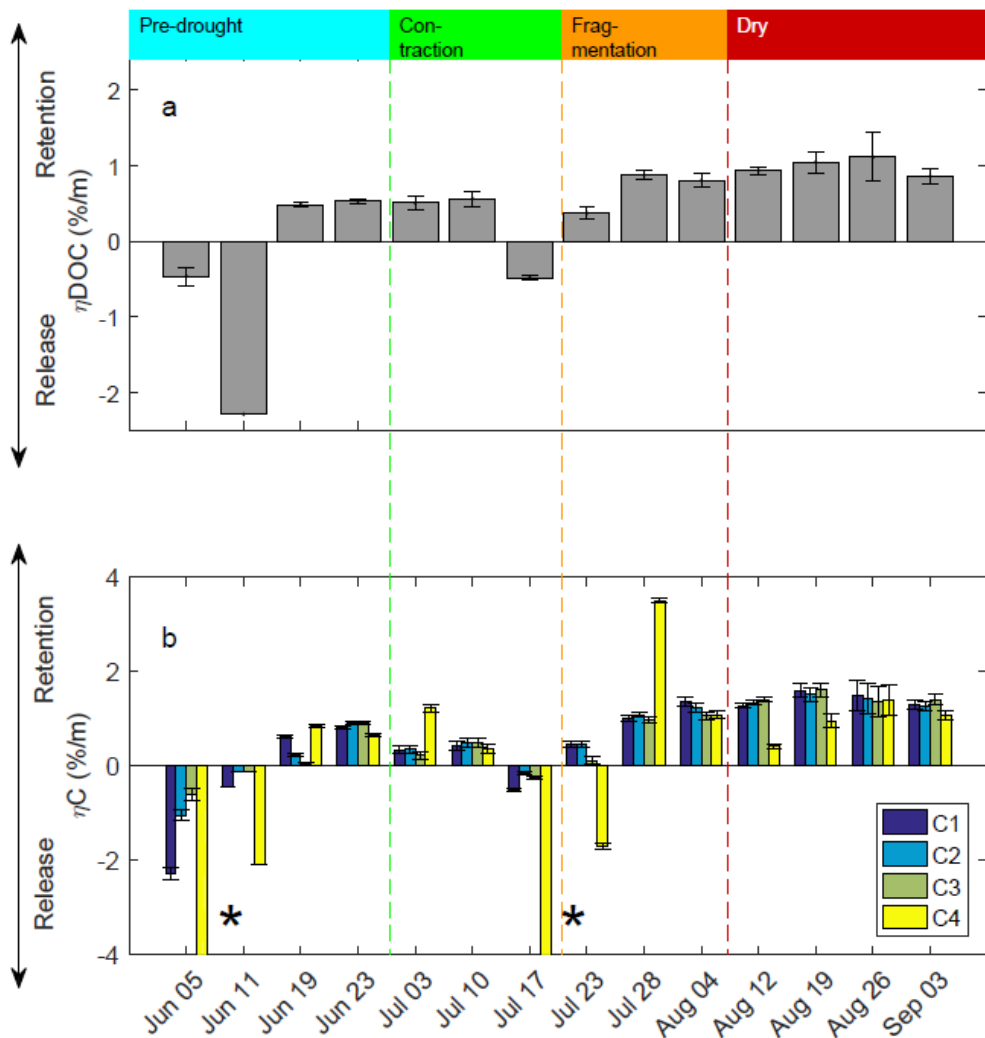 Pre-drought
Con-
traction
Frag-
mentation
Dry
a
Retention
Release
ηDOC (%/m)
2
1
0
-1
-2
b
Retention
Release
ηC (%/m)
4
2
0
-2
-4
*
*
C1
C2
C3
C4
Jun 05
Jun 11
Jun 19
Jun 23
Jul 03
Jul 10
Jul 17
Jul 23
Jul 28
Aug 04
Aug 12
Aug 19
Aug 26
Sep 03